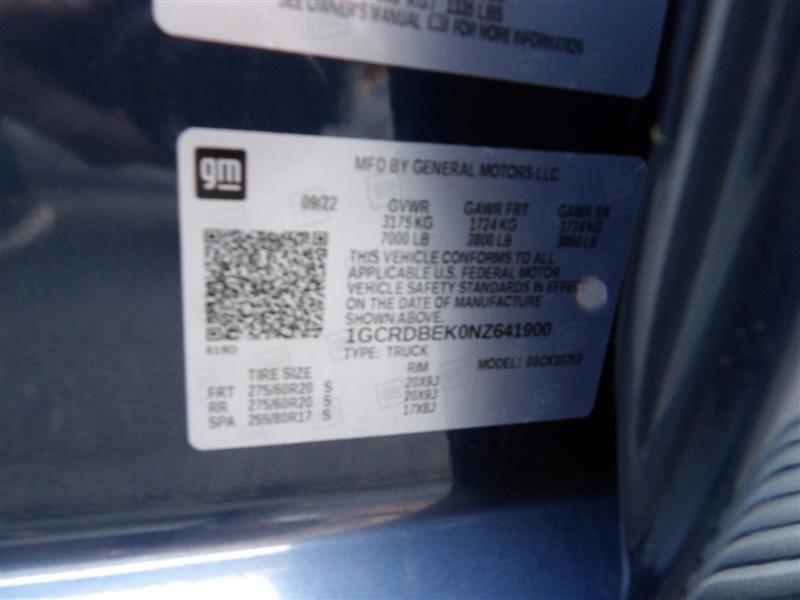 1335 LBS
SEE OWNER'S MANUAL FOR MORE INFORMATION
gm
MFD BY GENERAL MOTORS LLC
09/22 GVWR GAWR FRT GAWR RR
3175 KG 1724 KG 1724 KG
7000 LB 3800 LB 3800 LB
THIS VEHICLE CONFORMS TO ALL
APPLICABLE U.S. FEDERAL MOTOR
VEHICLE SAFETY STANDARDS IN EFFECT
ON THE DATE OF MANUFACTURE
SHOWN ABOVE.
1GCRDBEK0NZ641900
TYPE: TRUCK MODEL:
TIRE SIZE RIM
FRT 275/60R20 S 20X9J
RR 275/60R20 S 20X9J
SPA 255/80R17 S 17X8J